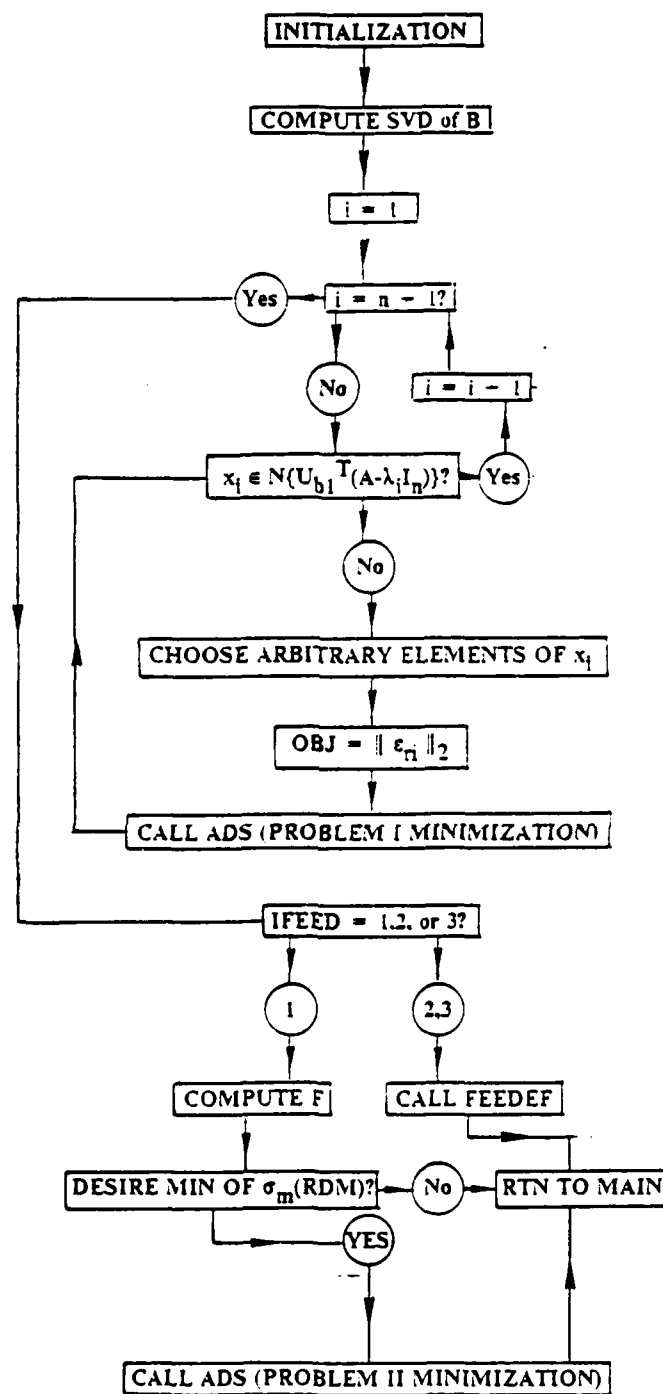 INITIALIZATION
COMPUTE SVD of B
i = 1
Yes
i = n - 1?
No
i = i - 1
x_i ∈ N{U_b1^T(A-λ_iI_n)}?
Yes
No
CHOOSE ARBITRARY ELEMENTS OF x_i
OBJ = ‖ ε_ri ‖_2
CALL ADS (PROBLEM I MINIMIZATION)
IFEED = 1,2, or 3?
1
2,3
COMPUTE F
CALL FEEDEF
DESIRE MIN OF σ_m(RDM)?
No
RTN TO MAIN
YES
CALL ADS (PROBLEM II MINIMIZATION)